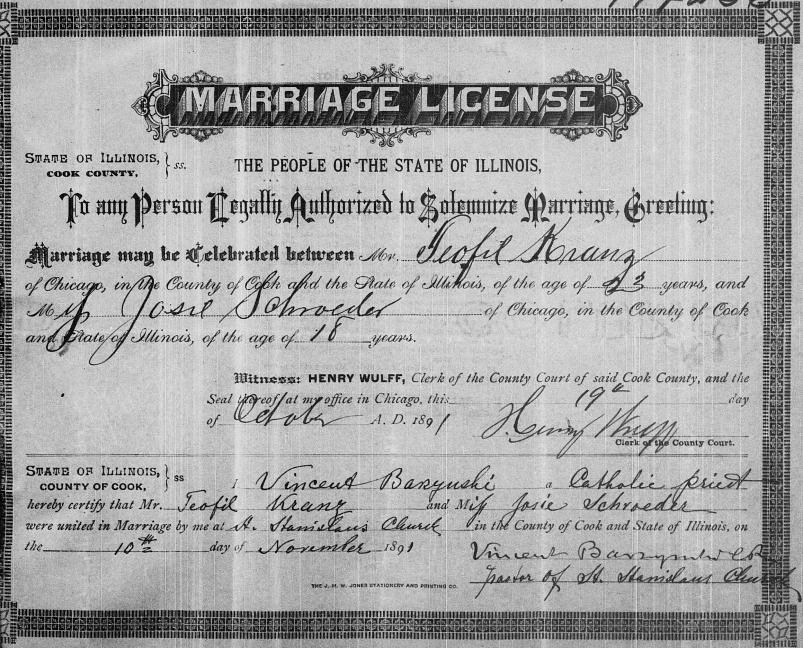 MARRIAGE LICENSE
STATE OF ILLINOIS,
COOK COUNTY, } ss.
THE PEOPLE OF THE STATE OF ILLINOIS,
To any Person Legally Authorized to Solemnize Marriage, Greeting:
Marriage may be Celebrated between Mr. Teofil Kranz
of Chicago, in the County of Cook and the State of Illinois, of the age of 23 years, and
Miss Josie Schroeder of Chicago, in the County of Cook
and State of Illinois, of the age of 18 years.
Witness: HENRY WULFF, Clerk of the County Court of said Cook County, and the
Seal thereof at my office in Chicago, this 19th day
of October A. D. 1891 Henry Wulff
Clerk of the County Court.
STATE OF ILLINOIS,
COUNTY OF COOK, } ss I Vincent Barzynski a Catholic priest
hereby certify that Mr. Teofil Kranz and Miss Josie Schroeder
were united in Marriage by me at St. Stanislaus Church in the County of Cook and State of Illinois, on
the 10th day of November 1891 Vincent Barzynski C.R.
pastor of St. Stanislaus Church
THE J. M. W. JONES STATIONERY AND PRINTING CO.